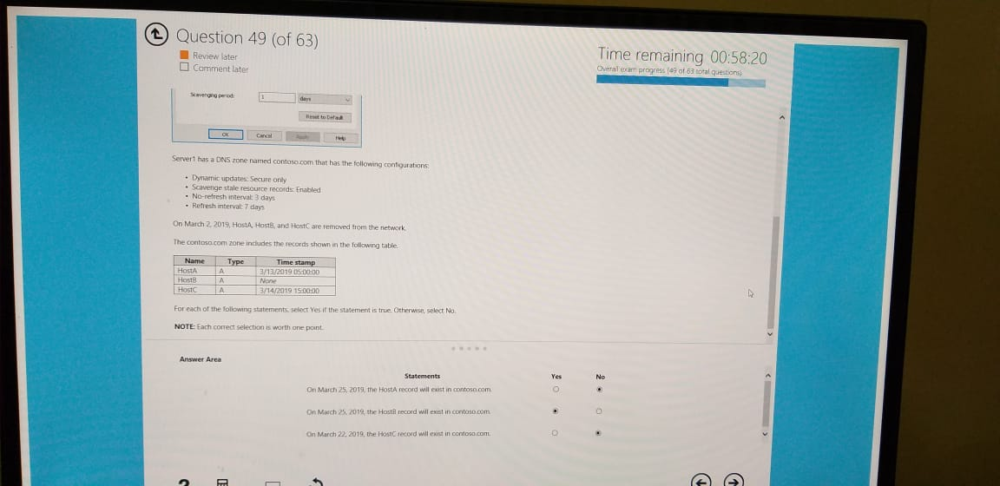 Question 49 (of 63)
Review later
Comment later
Time remaining 00:58:20
Overall exam progress (49 of 63 total questions)
Scavenging period: 1 days
Reset to Default
OK Cancel Apply Help
Server1 has a DNS zone named contoso.com that has the following configurations:
• Dynamic updates: Secure only
• Scavenge stale resource records: Enabled
• No-refresh interval: 3 days
• Refresh interval: 7 days
On March 2, 2019, HostA, HostB, and HostC are removed from the network.
The contoso.com zone includes the records shown in the following table.
Name Type Time stamp
HostA A 3/13/2019 05:00:00
HostB A None
HostC A 3/14/2019 15:00:00
For each of the following statements, select Yes if the statement is true. Otherwise, select No.
NOTE: Each correct selection is worth one point.
Answer Area
Statements Yes No
On March 25, 2019, the HostA record will exist in contoso.com.
On March 25, 2019, the HostB record will exist in contoso.com.
On March 22, 2019, the HostC record will exist in contoso.com.